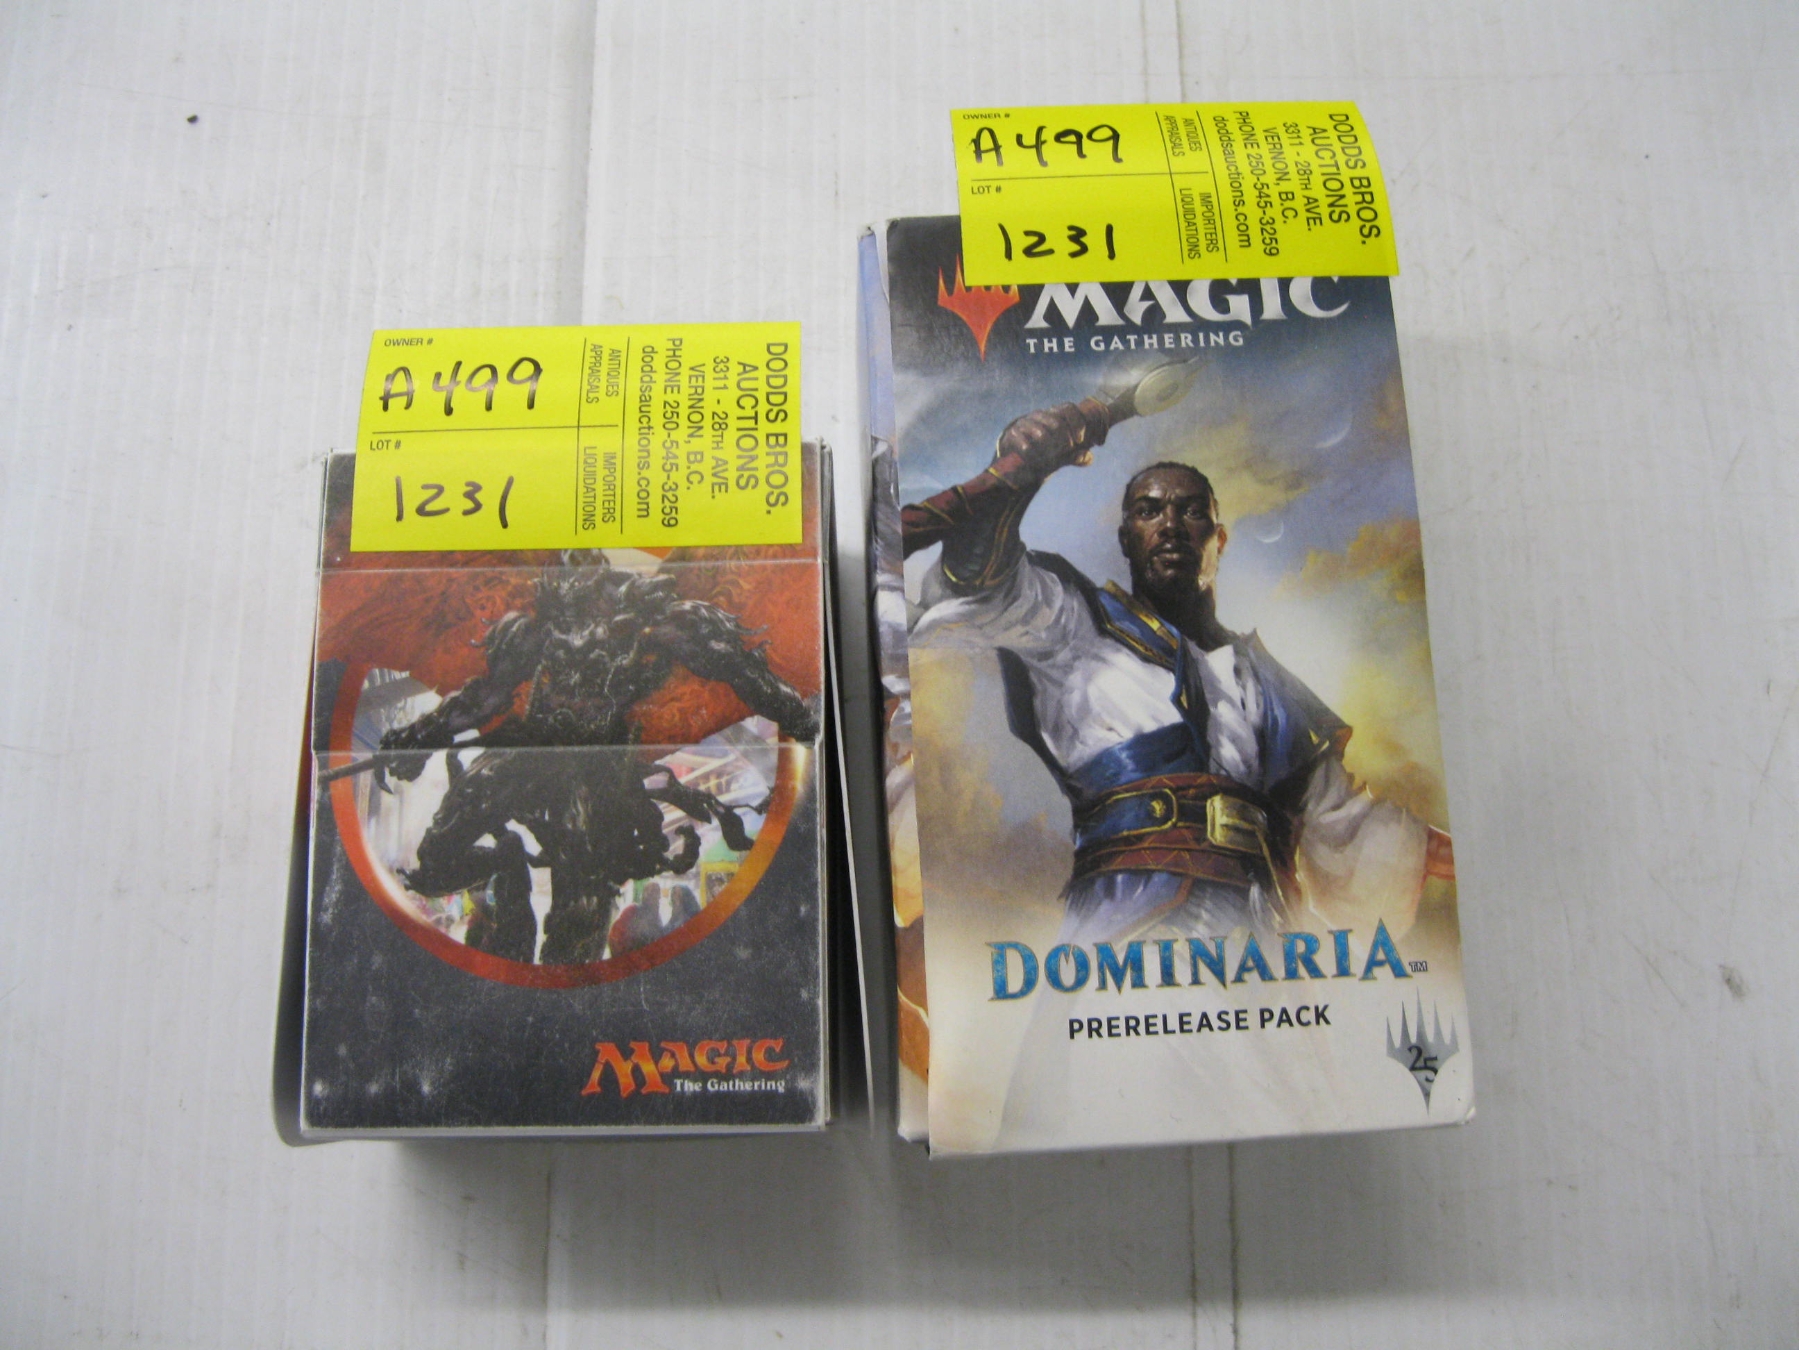 OWNER #
A499
LOT #
1231
ANTIQUES
APPRAISALS
IMPORTERS
LIQUIDATIONS
DODDS BROS.
AUCTIONS
3311 - 28TH AVE.
VERNON, B.C.
PHONE 250-545-3259
doddsauctions.com
MAGIC
The Gathering
OWNER #
A499
LOT #
1231
ANTIQUES
APPRAISALS
IMPORTERS
LIQUIDATIONS
DODDS BROS.
AUCTIONS
3311 - 28TH AVE.
VERNON, B.C.
PHONE 250-545-3259
doddsauctions.com
MAGIC
THE GATHERING
DOMINARIA™
PRERELEASE PACK
25